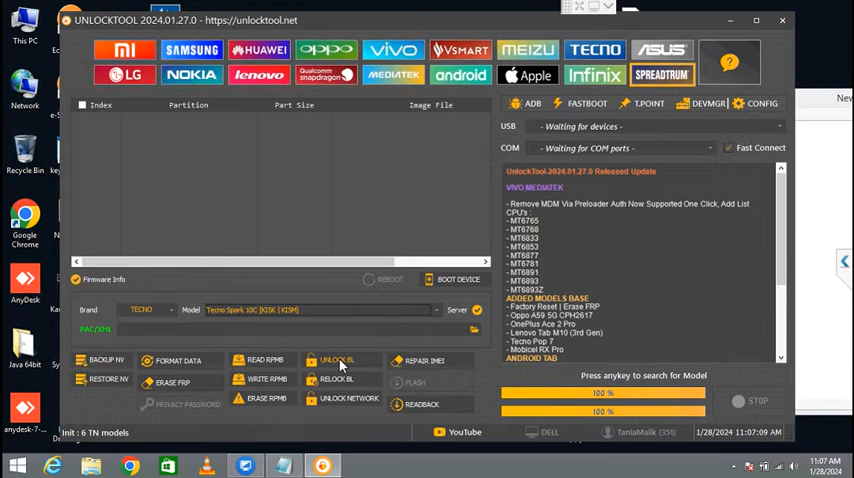 This PC
Network
Recycle Bin
Google
Chrome
AnyDesk
Java 64bit
anydesk-7-...
UNLOCKTOOL 2024.01.27.0 - https://unlocktool.net
MI SAMSUNG HUAWEI OPPO vivo VSMART MEIZU TECNO ASUS
LG NOKIA lenovo Qualcomm snapdragon MEDIATEK android Apple Infinix SPREADTRUM
?
Index Partition Part Size Image File
ADB FASTBOOT T.POINT DEVMGR CONFIG
USB - Waiting for devices -
COM - Waiting for COM ports - Fast Connect
UnlockTool-2024.01.27.0 Released Update
VIVO MEDIATEK
- Remove MDM Via Preloader Auth Now Supported One Click, Add List
CPU's :
- MT6765
- MT6768
- MT6833
- MT6853
- MT6877
- MT6781
- MT6891
- MT6893
- MT6893Z
ADDED MODELS BASE
- Factory Reset | Erase FRP
- Oppo A59 5G CPH2617
- OnePlus Ace 2 Pro
- Lenovo Tab M10 (3rd Gen)
- Tecno Pop 7
- Mobicel RX Pro
ANDROID TAB
Firmware Info REBOOT BOOT DEVICE
Brand TECNO Model Tecno Spark 10C [KI5K | KI5M] Server
PAC/XML
BACKUP NV FORMAT DATA READ RPMB UNLOCK BL REPAIR IMEI
RESTORE NV ERASE FRP WRITE RPMB RELOCK BL FLASH
PRIVACY PASSWORD ERASE RPMB UNLOCK NETWORK READBACK
Press anykey to search for Model
100 %
100 %
STOP
Init : 6 TN models YouTube DELL TaniaMalik (351) 1/28/2024 11:07:09 AM
New
11:07 AM
1/28/2024